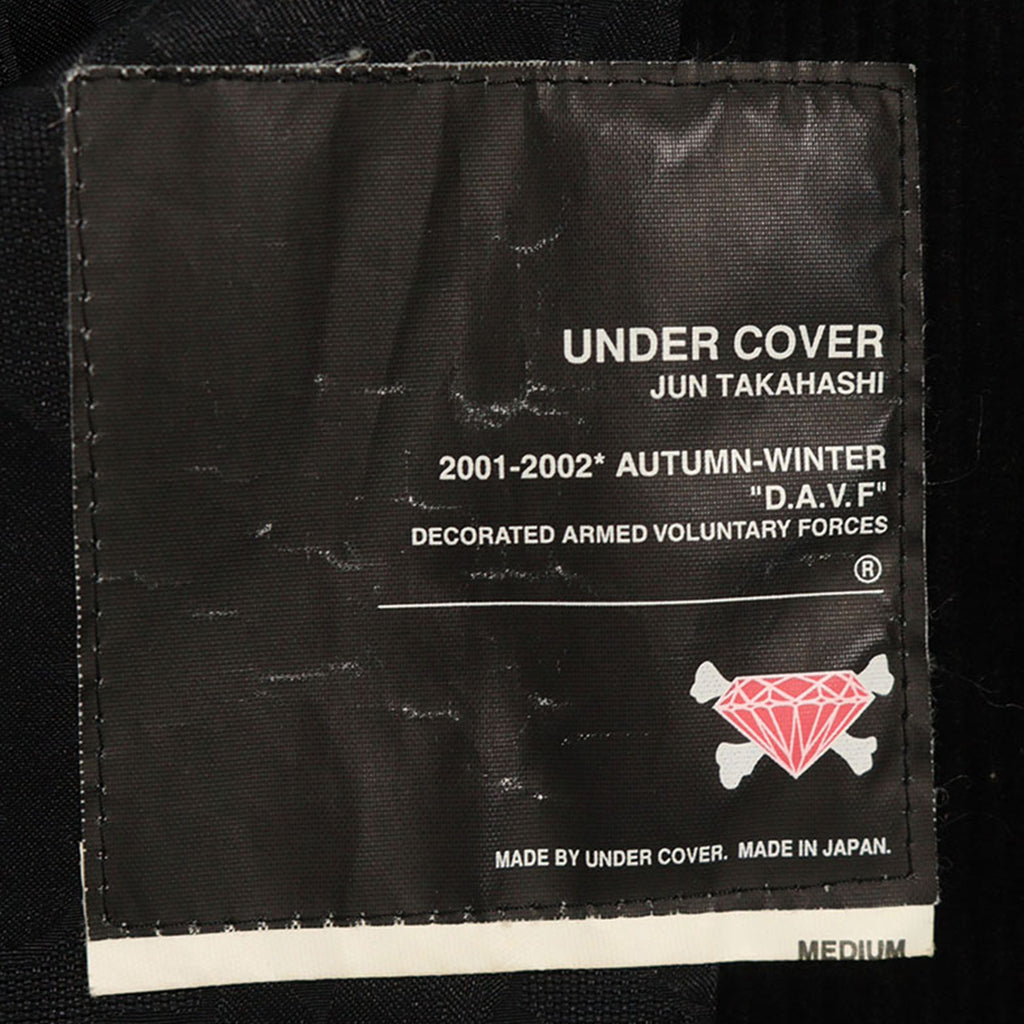 UNDER COVER
JUN TAKAHASHI
2001-2002* AUTUMN-WINTER
"D.A.V.F"
DECORATED ARMED VOLUNTARY FORCES
®
MADE BY UNDER COVER. MADE IN JAPAN.
MEDIUM